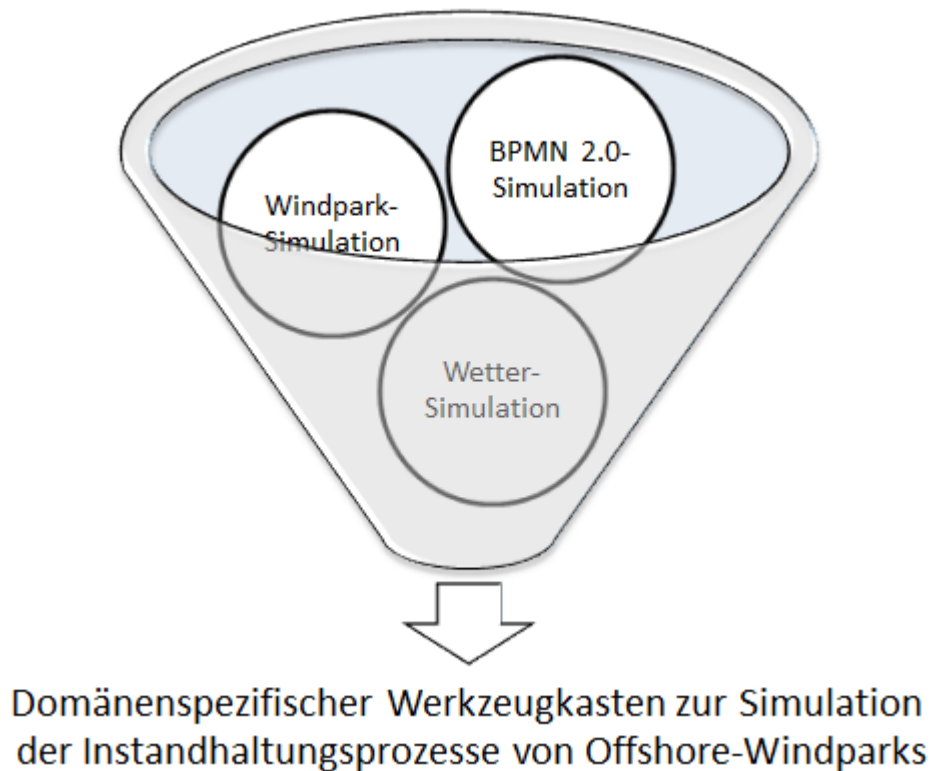 BPMN 2.0-
Simulation
Windpark-
Simulation
Wetter-
Simulation
Domänenspezifischer Werkzeugkasten zur Simulation
der Instandhaltungsprozesse von Offshore-Windparks